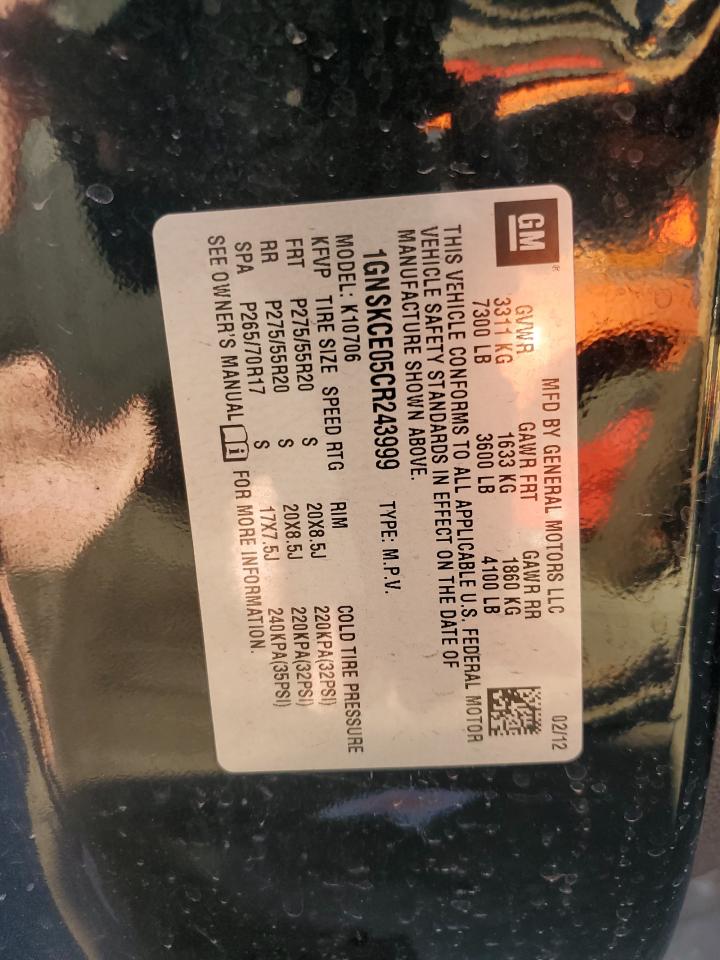 GM®
MFD BY GENERAL MOTORS LLC 02/12
GVWR GAWR FRT GAWR RR
3311 KG 1633 KG 1860 KG
7300 LB 3600 LB 4100 LB
THIS VEHICLE CONFORMS TO ALL APPLICABLE U.S. FEDERAL MOTOR
VEHICLE SAFETY STANDARDS IN EFFECT ON THE DATE OF
MANUFACTURE SHOWN ABOVE.
1GNSKCE05CR243999 TYPE: M.P.V.
MODEL: K10706
KFVP TIRE SIZE SPEED RTG RIM COLD TIRE PRESSURE
FRT P275/55R20 S 20X8.5J 220KPA(32PSI)
RR P275/55R20 S 20X8.5J 220KPA(32PSI)
SPA P265/70R17 S 17X7.5J 240KPA(35PSI)
SEE OWNER'S MANUAL FOR MORE INFORMATION.